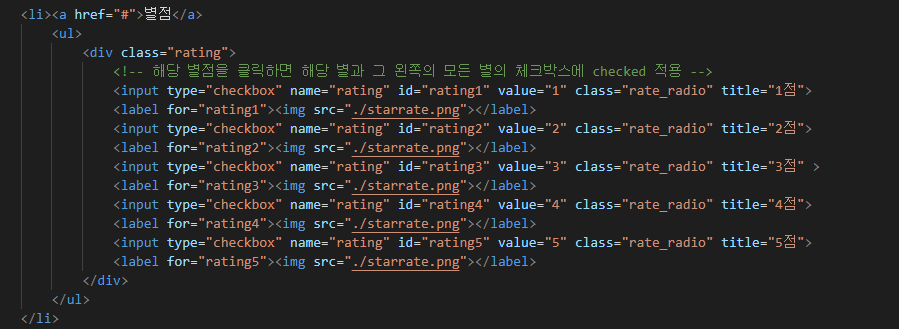 <li><a href="#">별점</a>
<ul>
<div class="rating">
<!-- 해당 별점을 클릭하면 해당 별과 그 왼쪽의 모든 별의 체크박스에 checked 적용 -->
<input type="checkbox" name="rating" id="rating1" value="1" class="rate_radio" title="1점">
<label for="rating1"><img src="./starrate.png"></label>
<input type="checkbox" name="rating" id="rating2" value="2" class="rate_radio" title="2점">
<label for="rating2"><img src="./starrate.png"></label>
<input type="checkbox" name="rating" id="rating3" value="3" class="rate_radio" title="3점" >
<label for="rating3"><img src="./starrate.png"></label>
<input type="checkbox" name="rating" id="rating4" value="4" class="rate_radio" title="4점">
<label for="rating4"><img src="./starrate.png"></label>
<input type="checkbox" name="rating" id="rating5" value="5" class="rate_radio" title="5점">
<label for="rating5"><img src="./starrate.png"></label>
</div>
</ul>
</li>